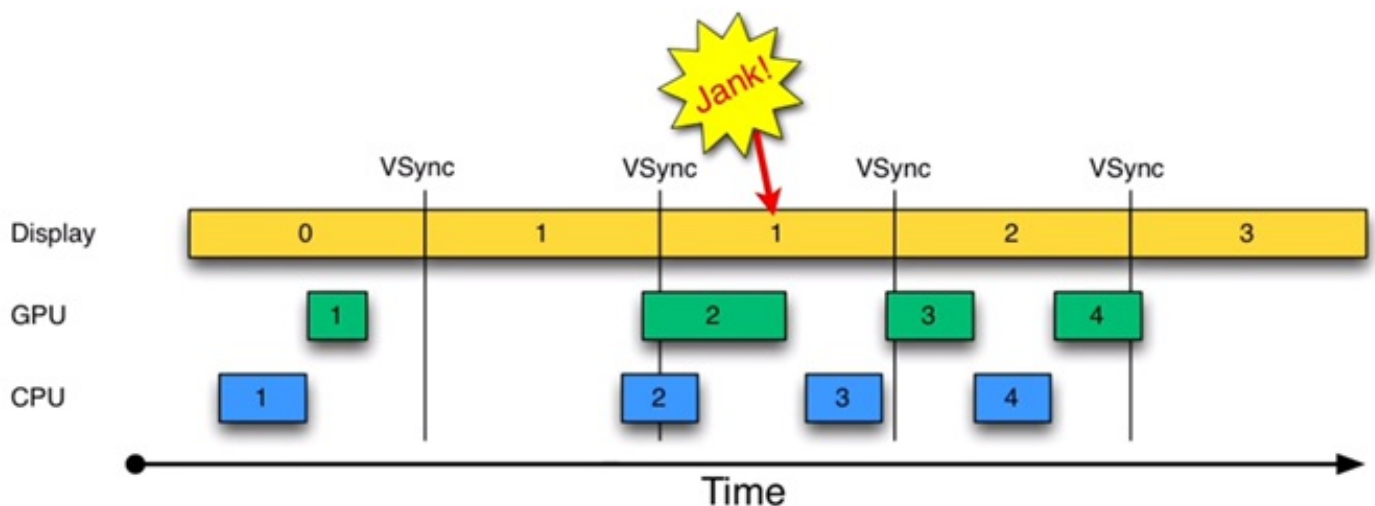 Jank!
VSync VSync VSync VSync
Display 0 1 1 2 3
GPU 1 2 3 4
CPU 1 2 3 4
Time